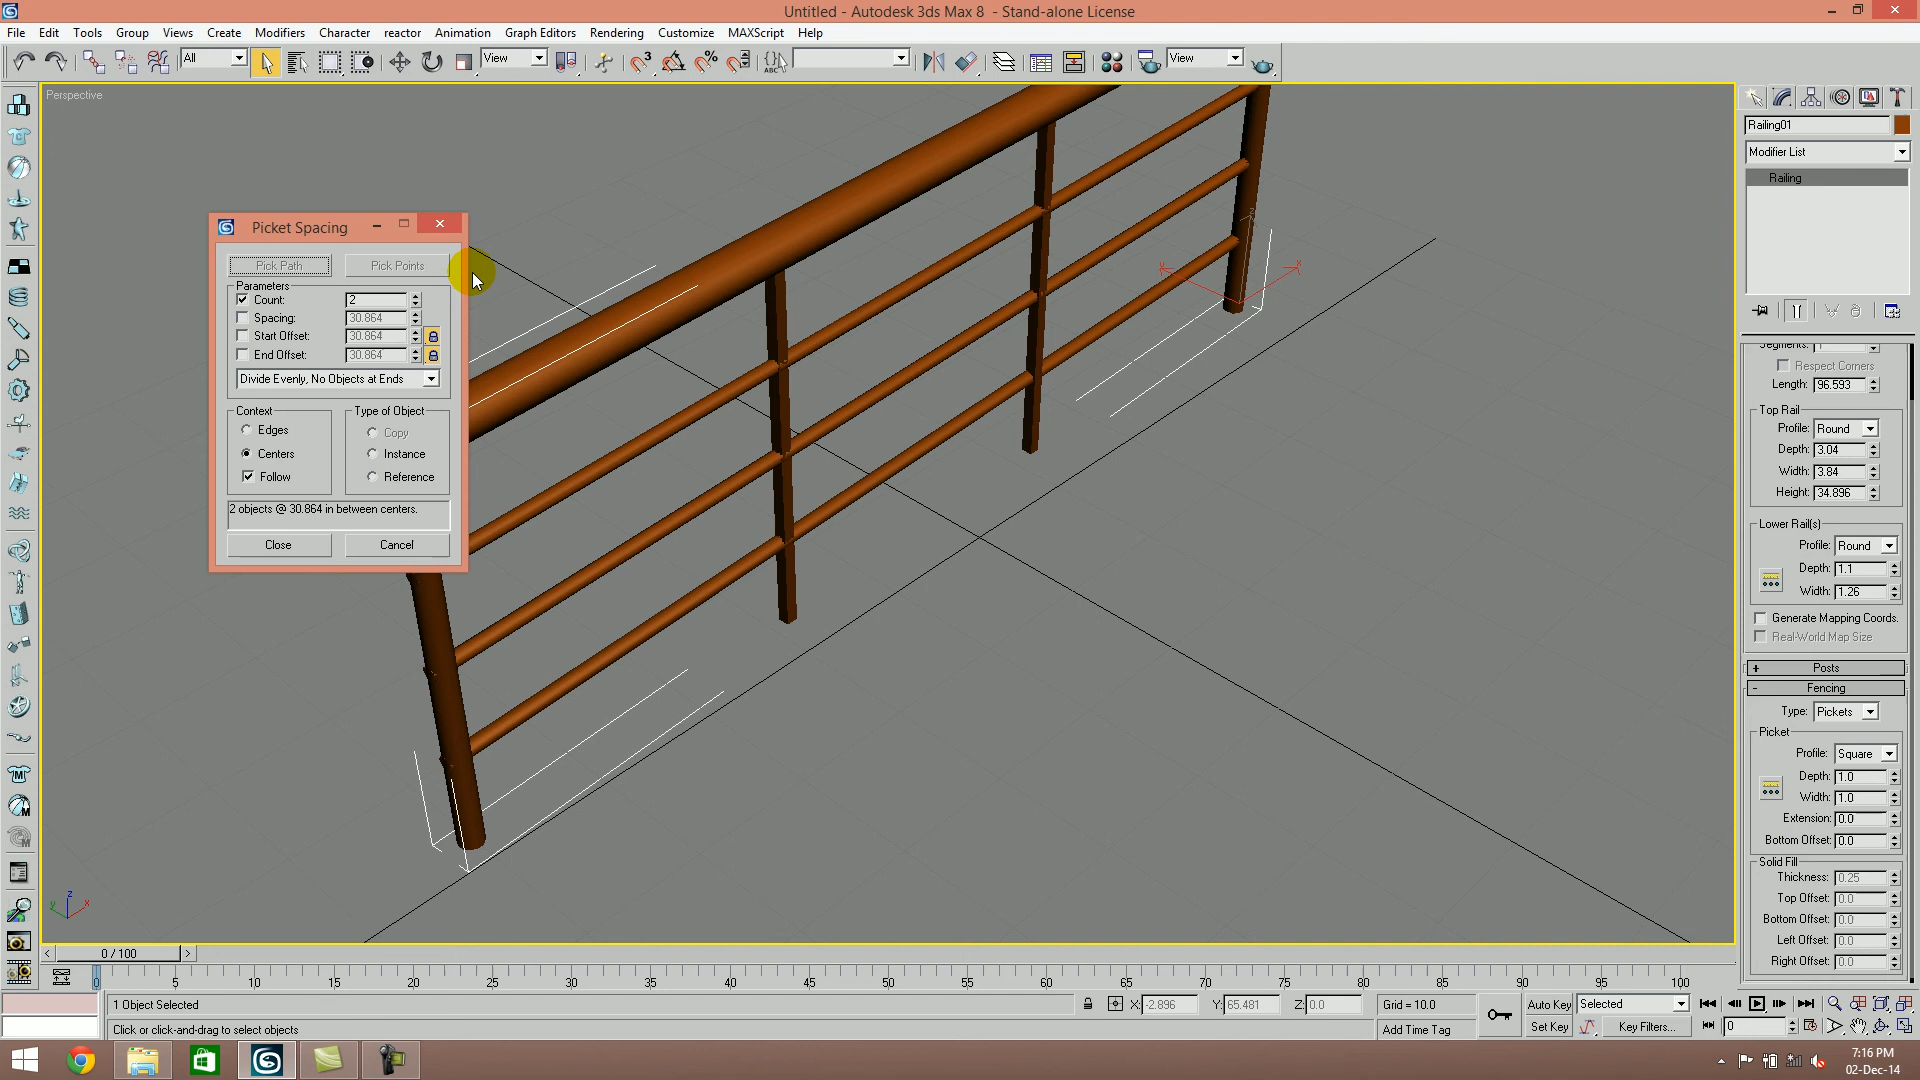 Untitled - Autodesk 3ds Max 8 - Stand-alone License
File Edit Tools Group Views Create Modifiers Character reactor Animation Graph Editors Rendering Customize MAXScript Help
All View View
Perspective
Railing01
Modifier List
Railing
Picket Spacing
Pick Path Pick Points
Parameters
Count: 2
Spacing: 30.864
Start Offset: 30.864
End Offset: 30.864
Divide Evenly, No Objects at Ends
Context Type of Object
Edges Copy
Centers Instance
Follow Reference
2 objects @ 30.864 in between centers.
Close Cancel
Segments: 1
Respect Corners
Length: 96.593
Top Rail
Profile: Round
Depth: 3.04
Width: 3.84
Height: 34.896
Lower Rail(s)
Profile: Round
Depth: 1.1
Width: 1.26
Generate Mapping Coords.
Real-World Map Size
+ Posts
- Fencing
Type: Pickets
Picket
Profile: Square
Depth: 1.0
Width: 1.0
Extension: 0.0
Bottom Offset: 0.0
Solid Fill
Thickness: 0.25
Top Offset: 0.0
Bottom Offset: 0.0
Left Offset: 0.0
Right Offset: 0.0
z
y x
< 0 / 100 >
0 5 10 15 20 25 30 35 40 45 50 55 60 65 70 75 80 85 90 95 100
1 Object Selected X: -2.896 Y: 65.481 Z: 0.0 Grid = 10.0 Auto Key Selected
Click or click-and-drag to select objects Add Time Tag Set Key Key Filters... 0
7:16 PM
02-Dec-14